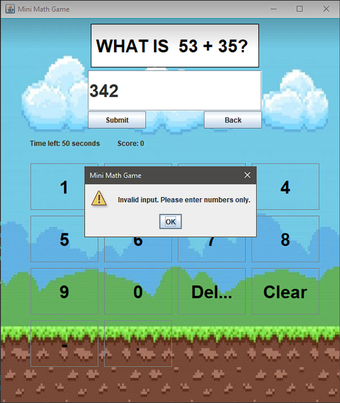 Mini Math Game
WHAT IS 53 + 35?
342
Submit Back
Time left: 50 seconds Score: 0
1 4
Mini Math Game
Invalid input. Please enter numbers only.
OK
5 6 7 8
9 0 Del... Clear
- .